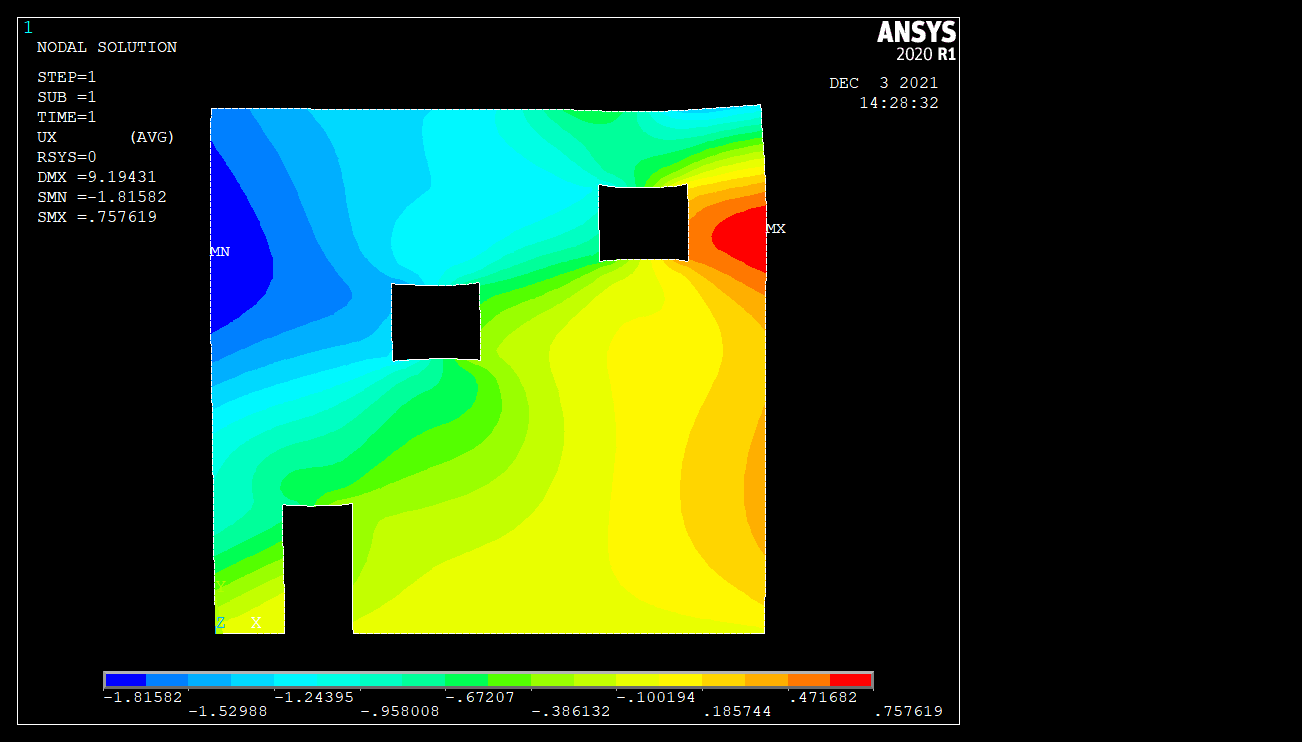 1
ANSYS
2020 R1
NODAL SOLUTION
STEP=1
SUB =1
TIME=1
UX (AVG)
RSYS=0
DMX =9.19431
SMN =-1.81582
SMX =.757619
DEC 3 2021
14:28:32
MX
MN
Z X
-1.81582 -1.24395 -.67207 -.100194 .471682
-1.52988 -.958008 -.386132 .185744 .757619